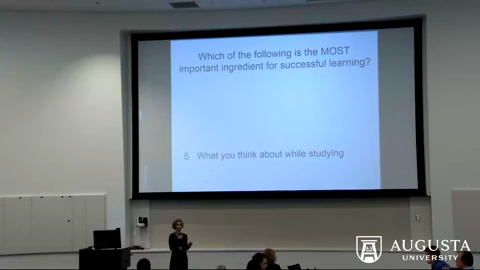 Which of the following is the MOST
important ingredient for successful learning?
5. What you think about while studying
AUGUSTA
UNIVERSITY